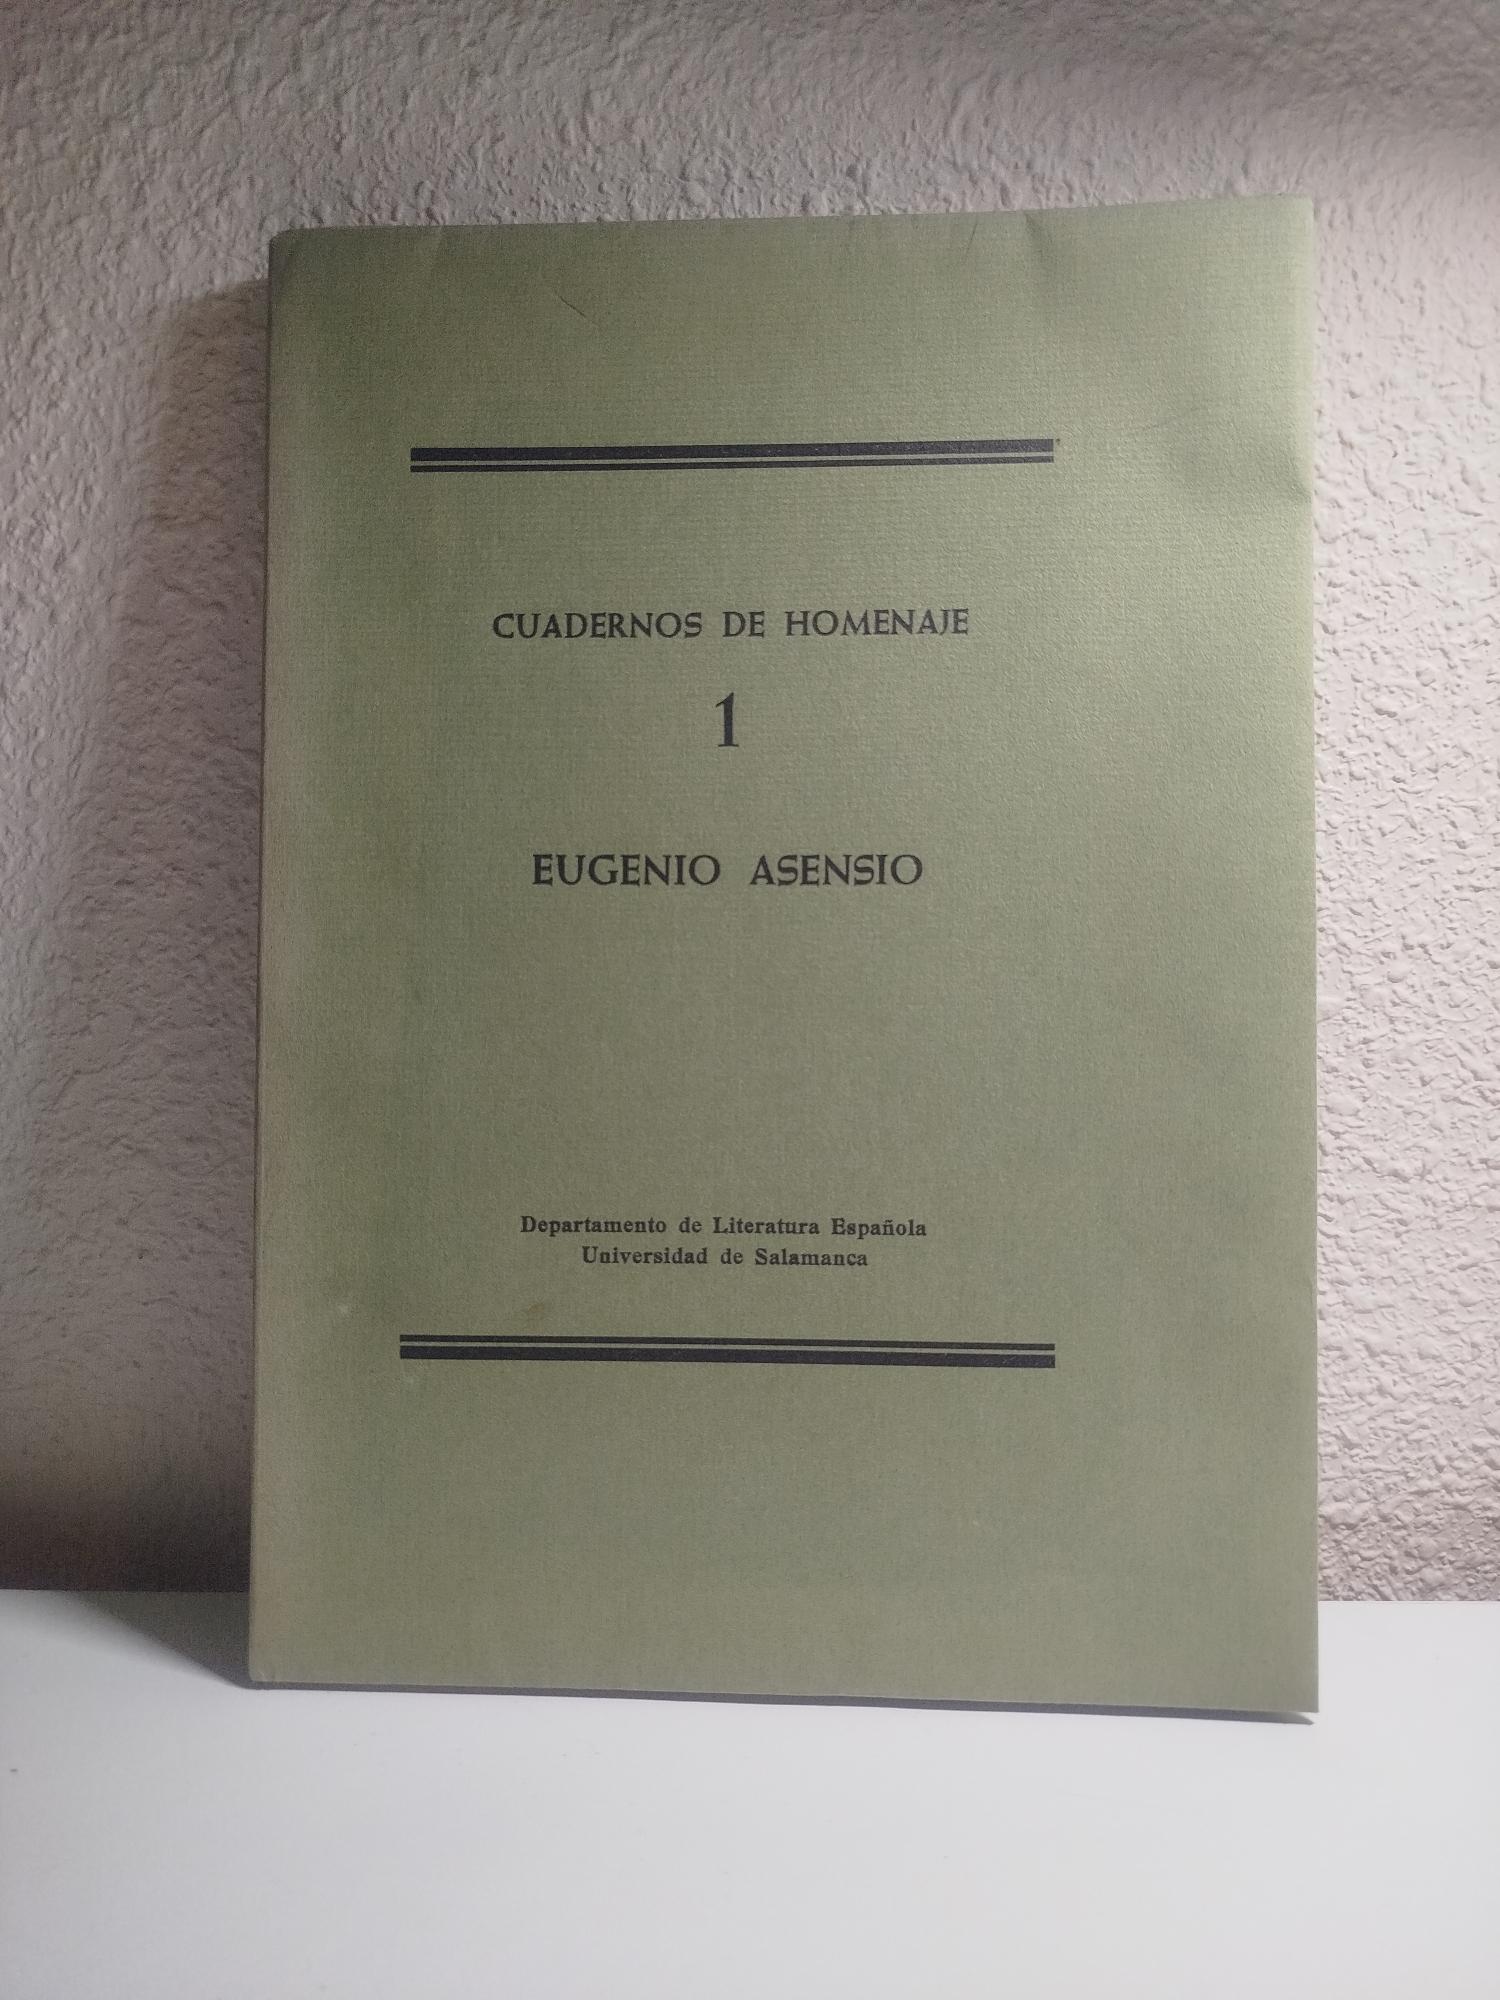 CUADERNOS DE HOMENAJE
1
EUGENIO ASENSIO
Departamento de Literatura Española
Universidad de Salamanca